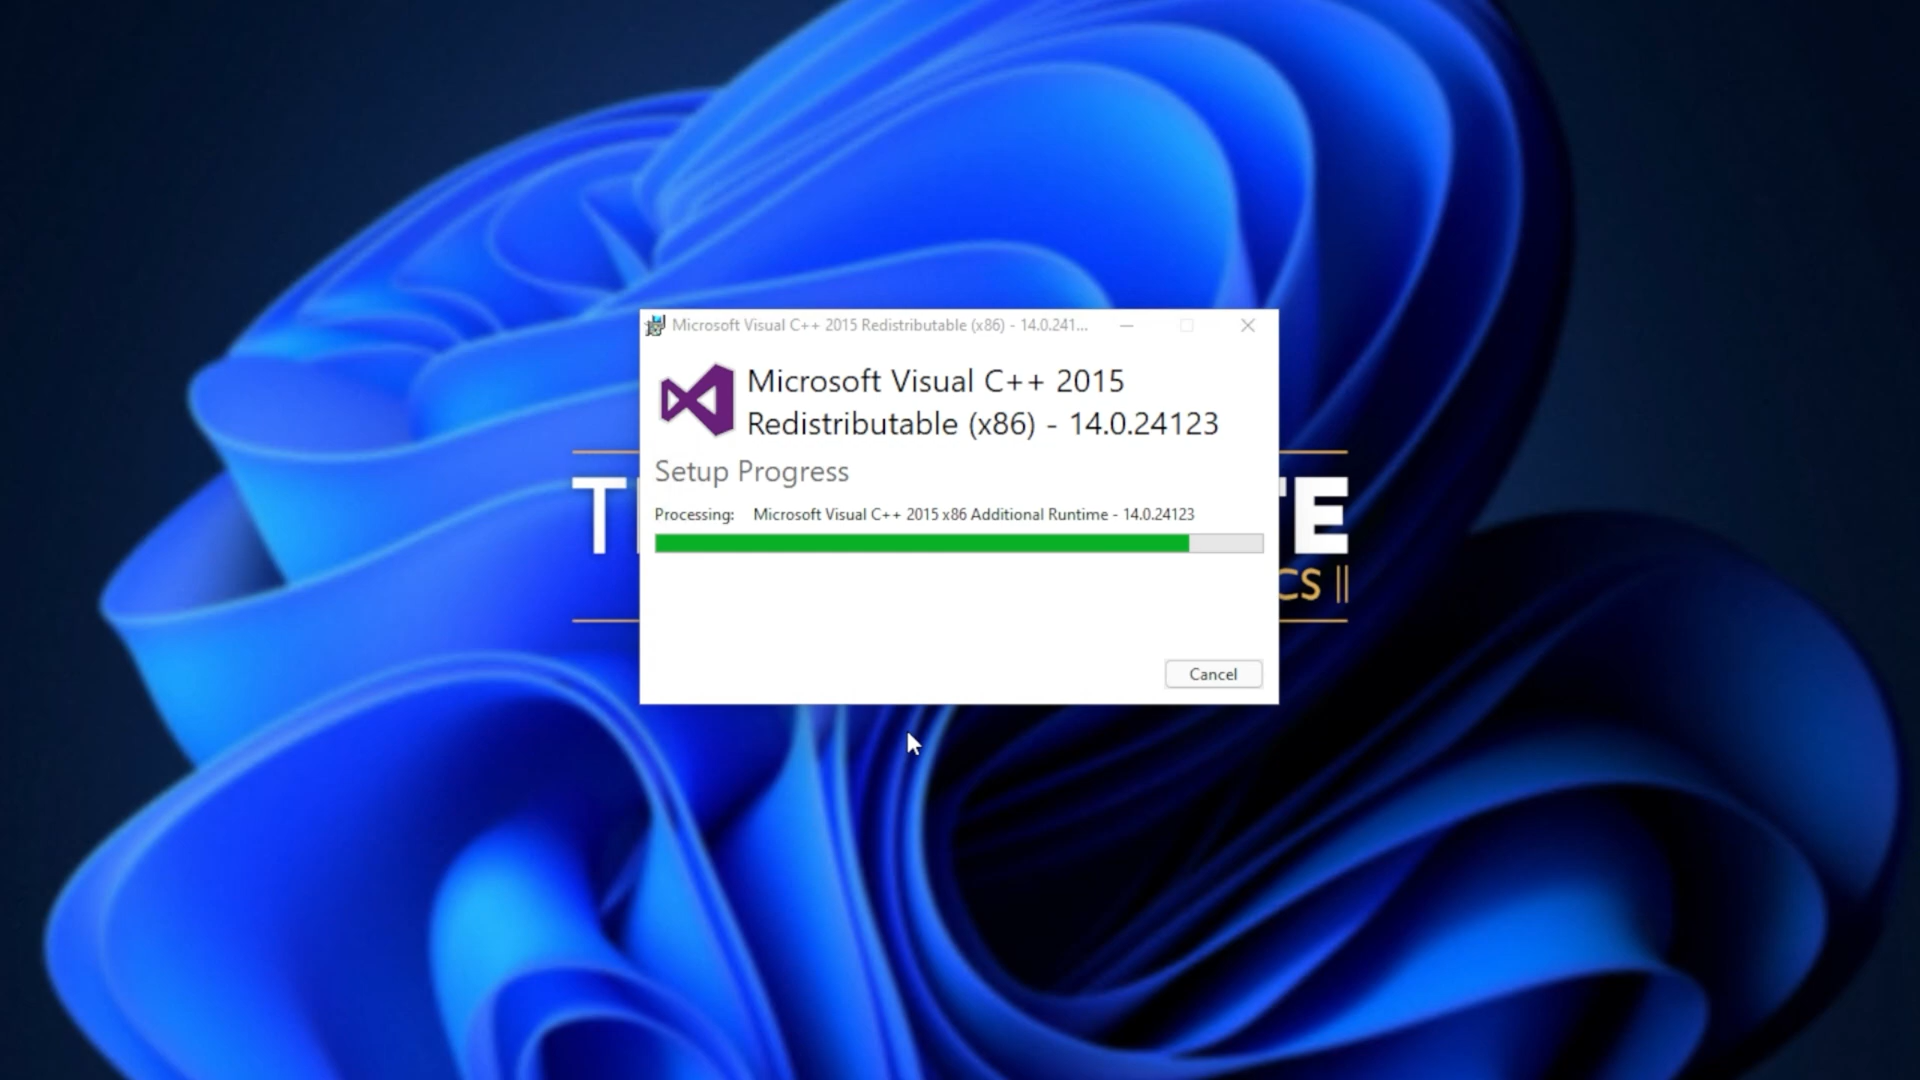 Microsoft Visual C++ 2015 Redistributable (x86) - 14.0.241...
Microsoft Visual C++ 2015
Redistributable (x86) - 14.0.24123
Setup Progress
Processing: Microsoft Visual C++ 2015 x86 Additional Runtime - 14.0.24123
Cancel